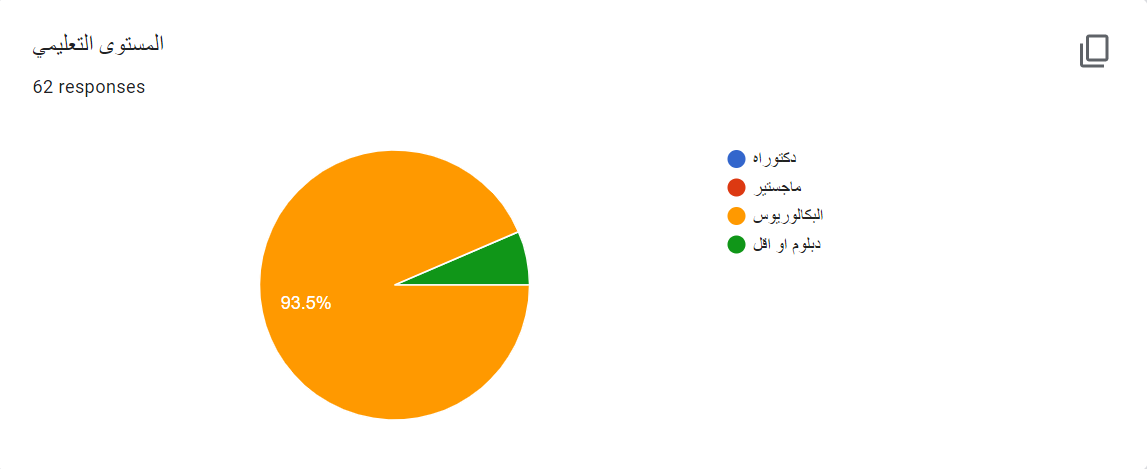 المستوى التعليمي
62 responses
93.5%
دكتوراه
ماجستير
البكالوريوس
دبلوم او اقل